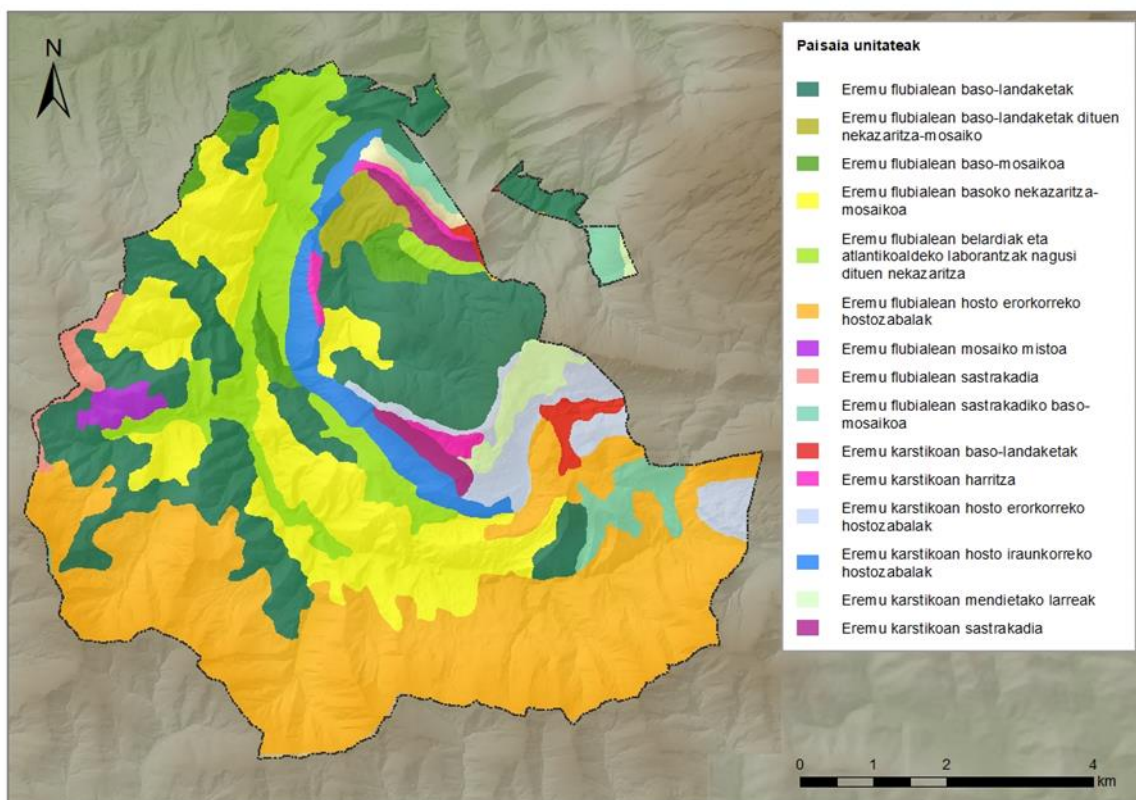 N
Paisaia unitateak
Eremu flubialean baso-landaketak
Eremu flubialean baso-landaketak dituen
nekazaritza-mosaiko
Eremu flubialean baso-mosaikoa
Eremu flubialean basoko nekazaritza-
mosaikoa
Eremu flubialean belardiak eta
atlantikoaldeko laborantzak nagusi
dituen nekazaritza
Eremu flubialean hosto erorkorreko
hostozabalak
Eremu flubialean mosaiko mistoa
Eremu flubialean sastrakadia
Eremu flubialean sastrakadiko baso-
mosaikoa
Eremu karstikoan baso-landaketak
Eremu karstikoan harritza
Eremu karstikoan hosto erorkorreko
hostozabalak
Eremu karstikoan hosto iraunkorreko
hostozabalak
Eremu karstikoan mendietako larreak
Eremu karstikoan sastrakadia
0 1 2 4
km